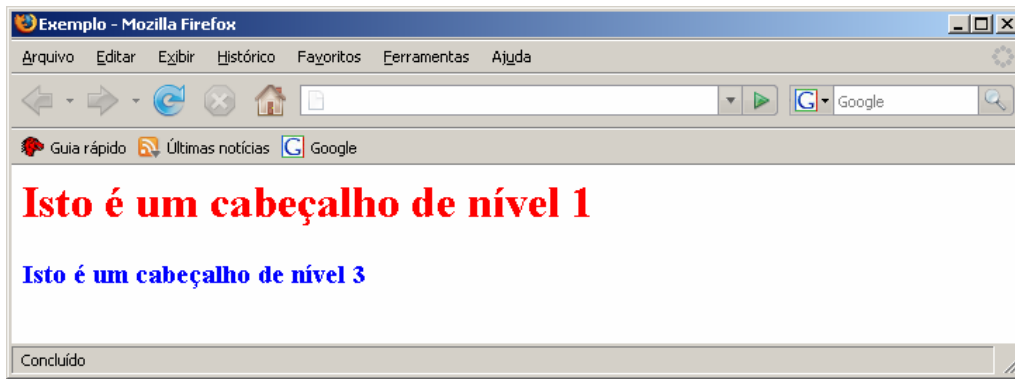 Exemplo - Mozilla Firefox
Arquivo Editar Exibir Histórico Favoritos Ferramentas Ajuda
G Google
Guia rápido Últimas notícias G Google
Isto é um cabeçalho de nível 1
Isto é um cabeçalho de nível 3
Concluído